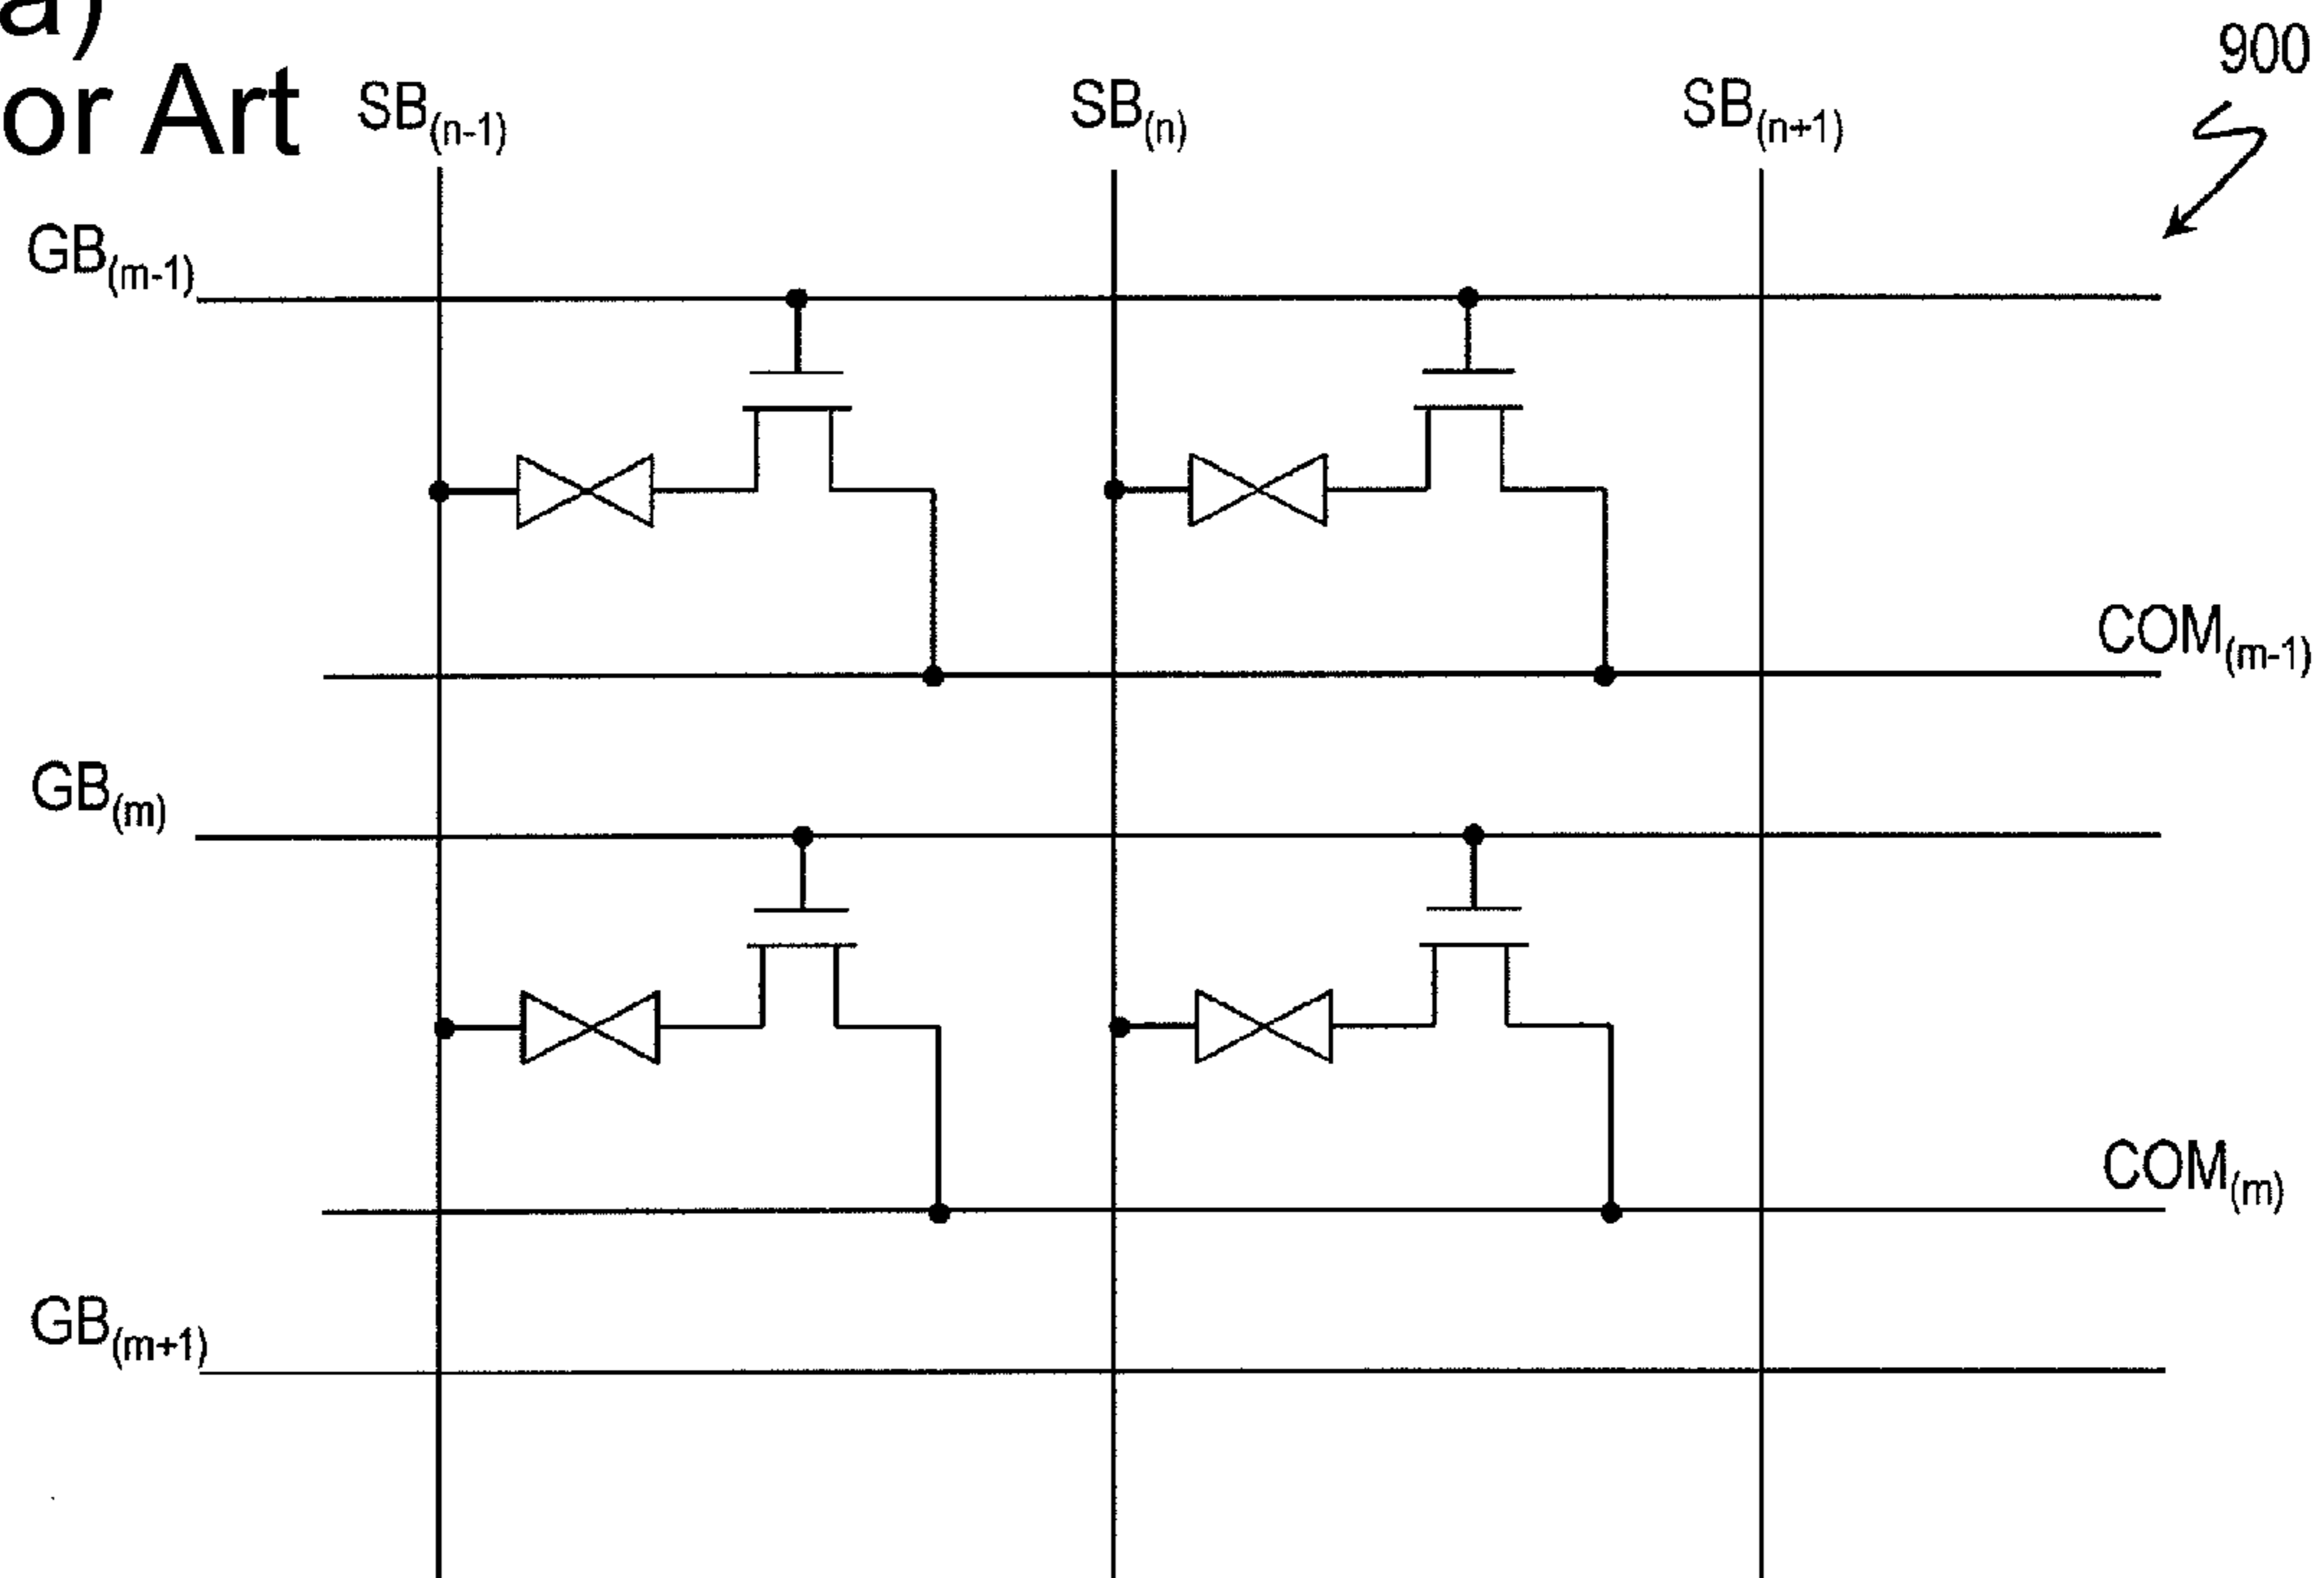 a)
or Art
900
SB(n-1)
SB(n)
SB(n+1)
GB(m-1)
COM(m-1)
GB(m)
COM(m)
GB(m+1)